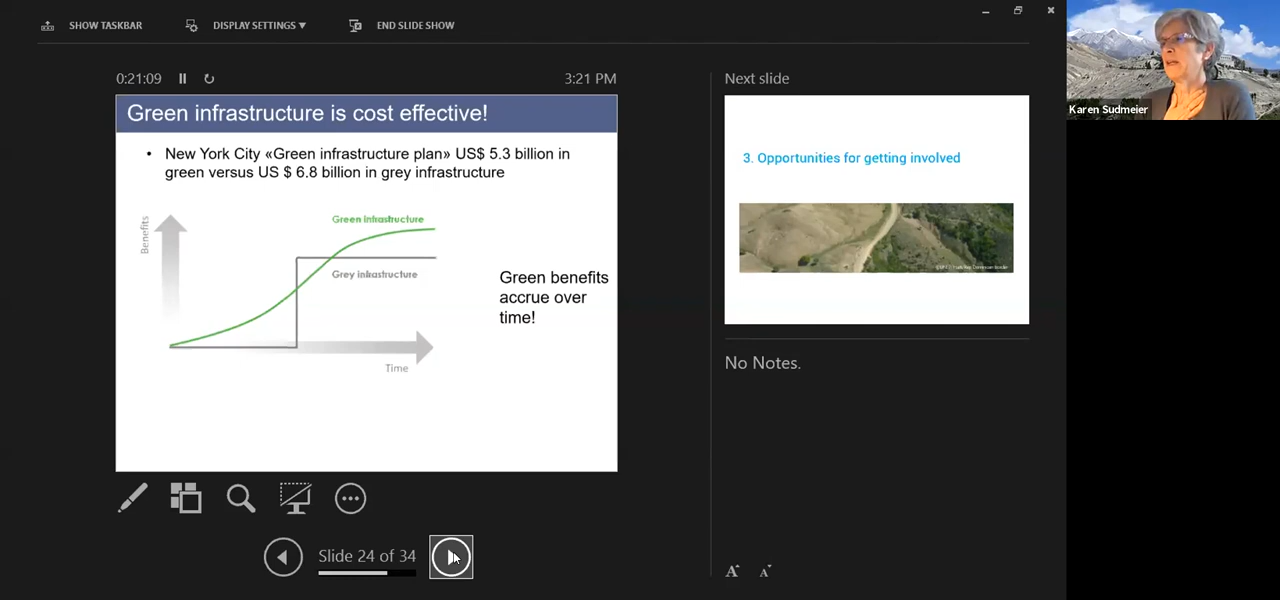 SHOW TASKBAR
DISPLAY SETTINGS ▼
END SLIDE SHOW
0:21:09
3:21 PM
Green infrastructure is cost effective!
• New York City «Green infrastructure plan» US$ 5.3 billion in
green versus US $ 6.8 billion in grey infrastructure
Benefits
Green infrastructure
Grey infrastructure
Time
Green benefits
accrue over
time!
Slide 24 of 34
Next slide
3. Opportunities for getting involved
No Notes.
A
A
Karen Sudmeier